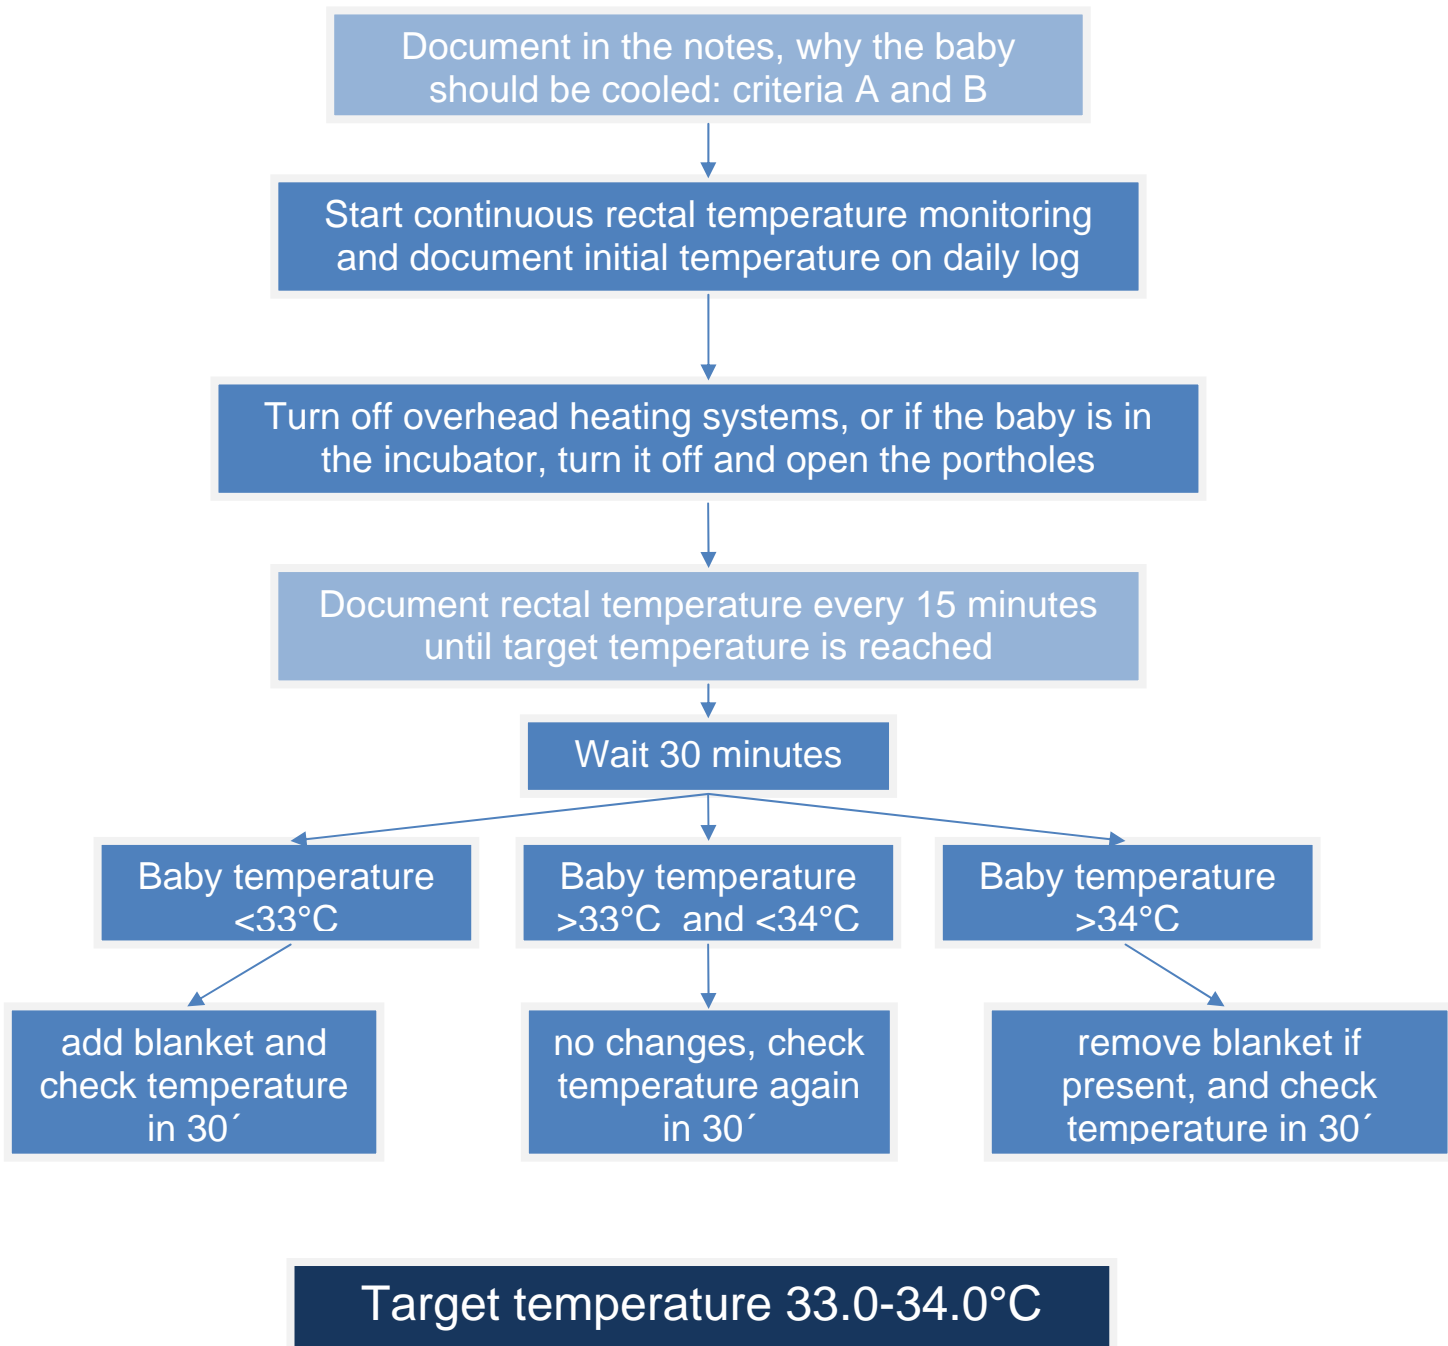 Document in the notes, why the baby
should be cooled: criteria A and B
Start continuous rectal temperature monitoring
and document initial temperature on daily log
Turn off overhead heating systems, or if the baby is in
the incubator, turn it off and open the portholes
Document rectal temperature every 15 minutes
until target temperature is reached
Wait 30 minutes
Baby temperature
<33°C
Baby temperature
>33°C  and <34°C
Baby temperature
>34°C
add blanket and
check temperature
in 30´
no changes, check
temperature again
in 30´
remove blanket if
present, and check
temperature in 30´
Target temperature 33.0-34.0°C